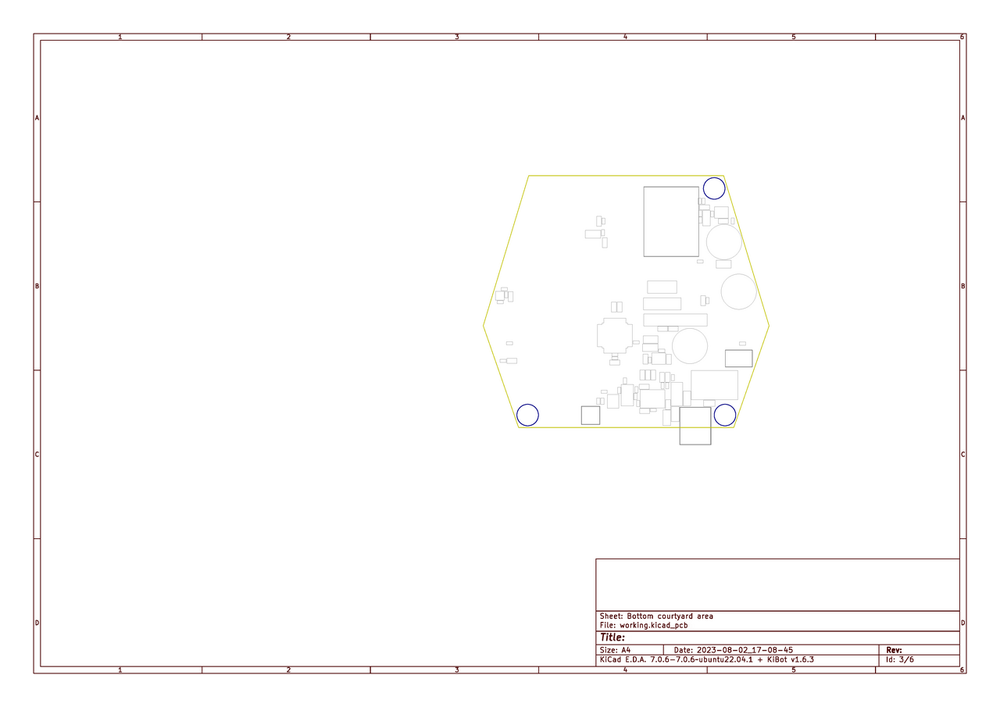 1 2 3 4 5 6
A A
B B
C C
D D
Sheet: Bottom courtyard area
File: working.kicad_pcb
Title:
Size: A4 Date: 2023-08-02_17-08-45 Rev:
KiCad E.D.A. 7.0.6-7.0.6~ubuntu22.04.1 + KiBot v1.6.3 Id: 3/6
1 2 3 4 5 6